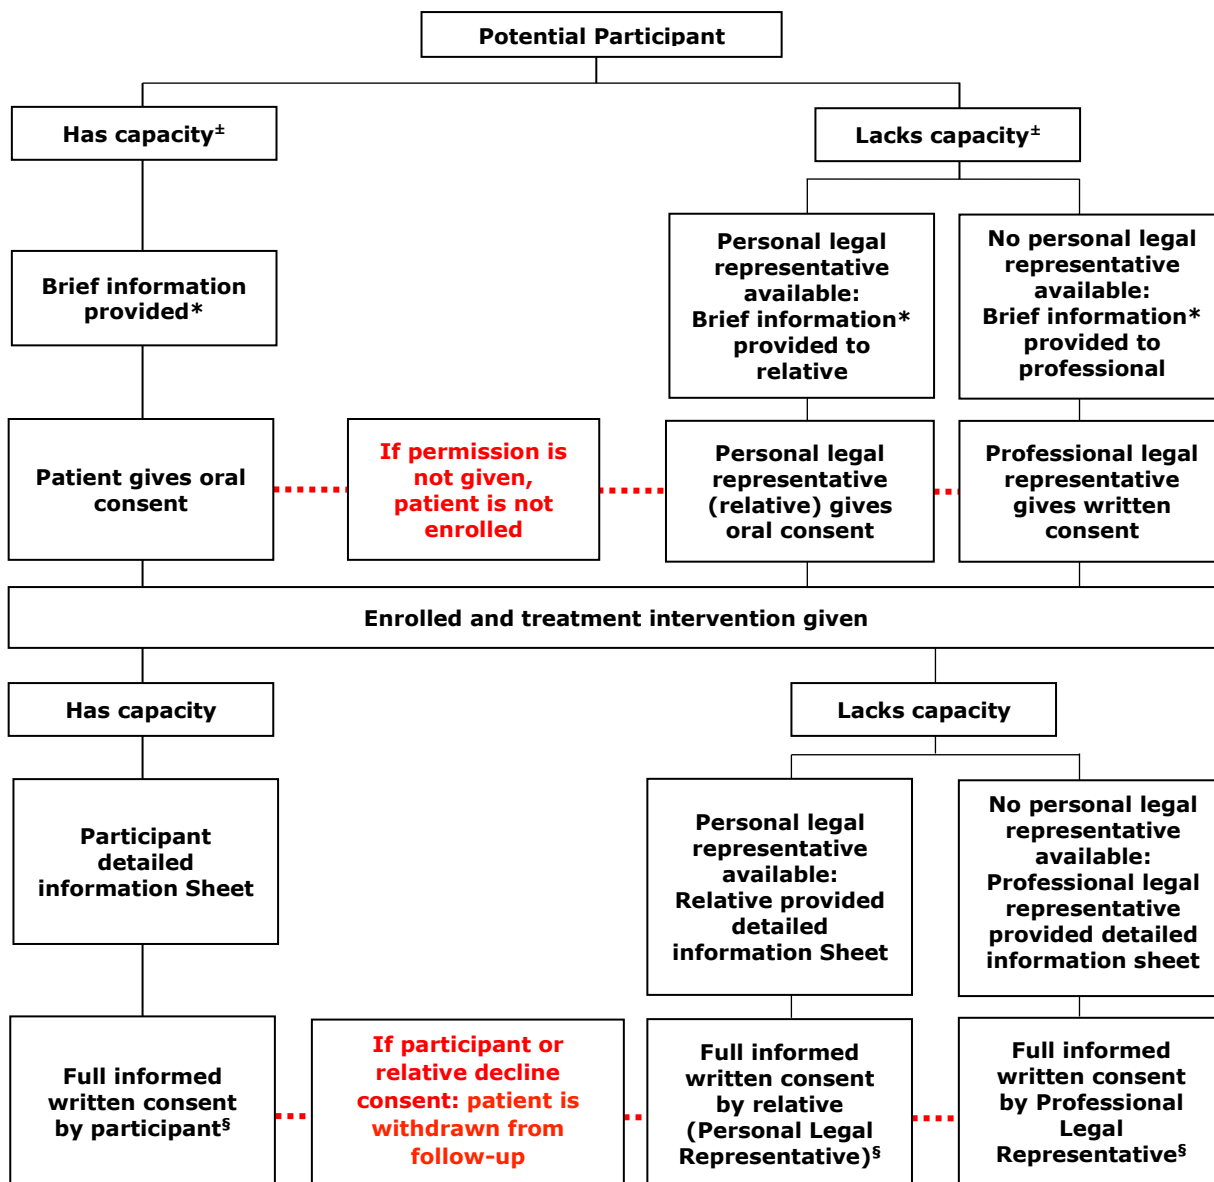 Potential Participant
Has capacity±
Lacks capacity±
Brief information
provided*
Personal legal
representative
available:
Brief information*
provided to
relative
No personal legal
representative
available:
Brief information*
provided to
professional
Patient gives oral
consent
If permission is
not given,
patient is not
enrolled
Personal legal
representative
(relative) gives
oral consent
Professional legal
representative
gives written
consent
Enrolled and treatment intervention given
Has capacity
Lacks capacity
Participant
detailed
information Sheet
Personal legal
representative
available:
Relative provided
detailed
information Sheet
No personal legal
representative
available:
Professional legal
representative
provided detailed
information sheet
Full informed
written consent
by participant§
If participant or
relative decline
consent: patient is
withdrawn from
follow-up
Full informed
written consent
by relative
(Personal Legal
Representative)§
Full informed
written consent
by Professional
Legal
Representative§